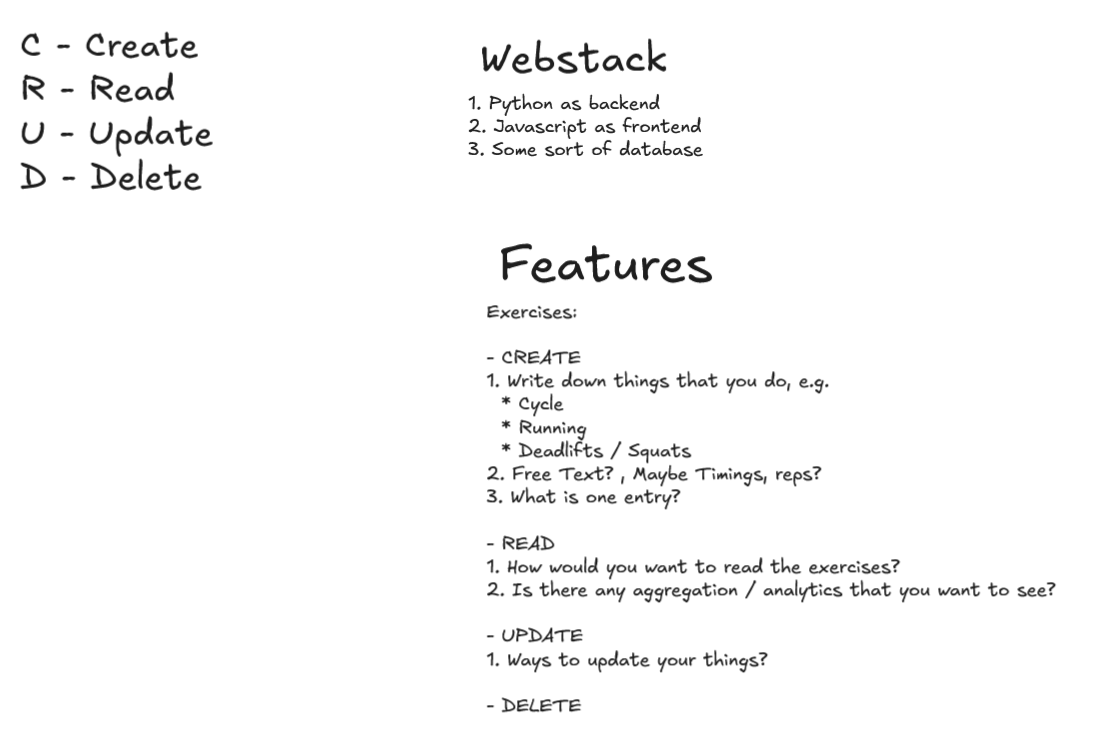 C - Create
R - Read
U - Update
D - Delete
Webstack
1. Python as backend
2. Javascript as frontend
3. Some sort of database
Features
Exercises:
- CREATE
1. Write down things that you do, e.g.
* Cycle
* Running
* Deadlifts / Squats
2. Free Text? , Maybe Timings, reps?
3. What is one entry?
- READ
1. How would you want to read the exercises?
2. Is there any aggregation / analytics that you want to see?
- UPDATE
1. Ways to update your things?
- DELETE